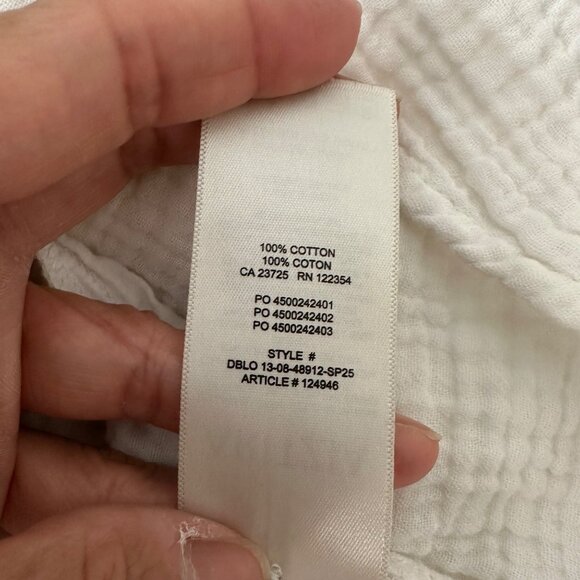 100% COTTON
100% COTON
CA 23725 RN 122354
PO 4500242401
PO 4500242402
PO 4500242403
STYLE #
DBLO 13-08-48912-SP25
ARTICLE # 124946